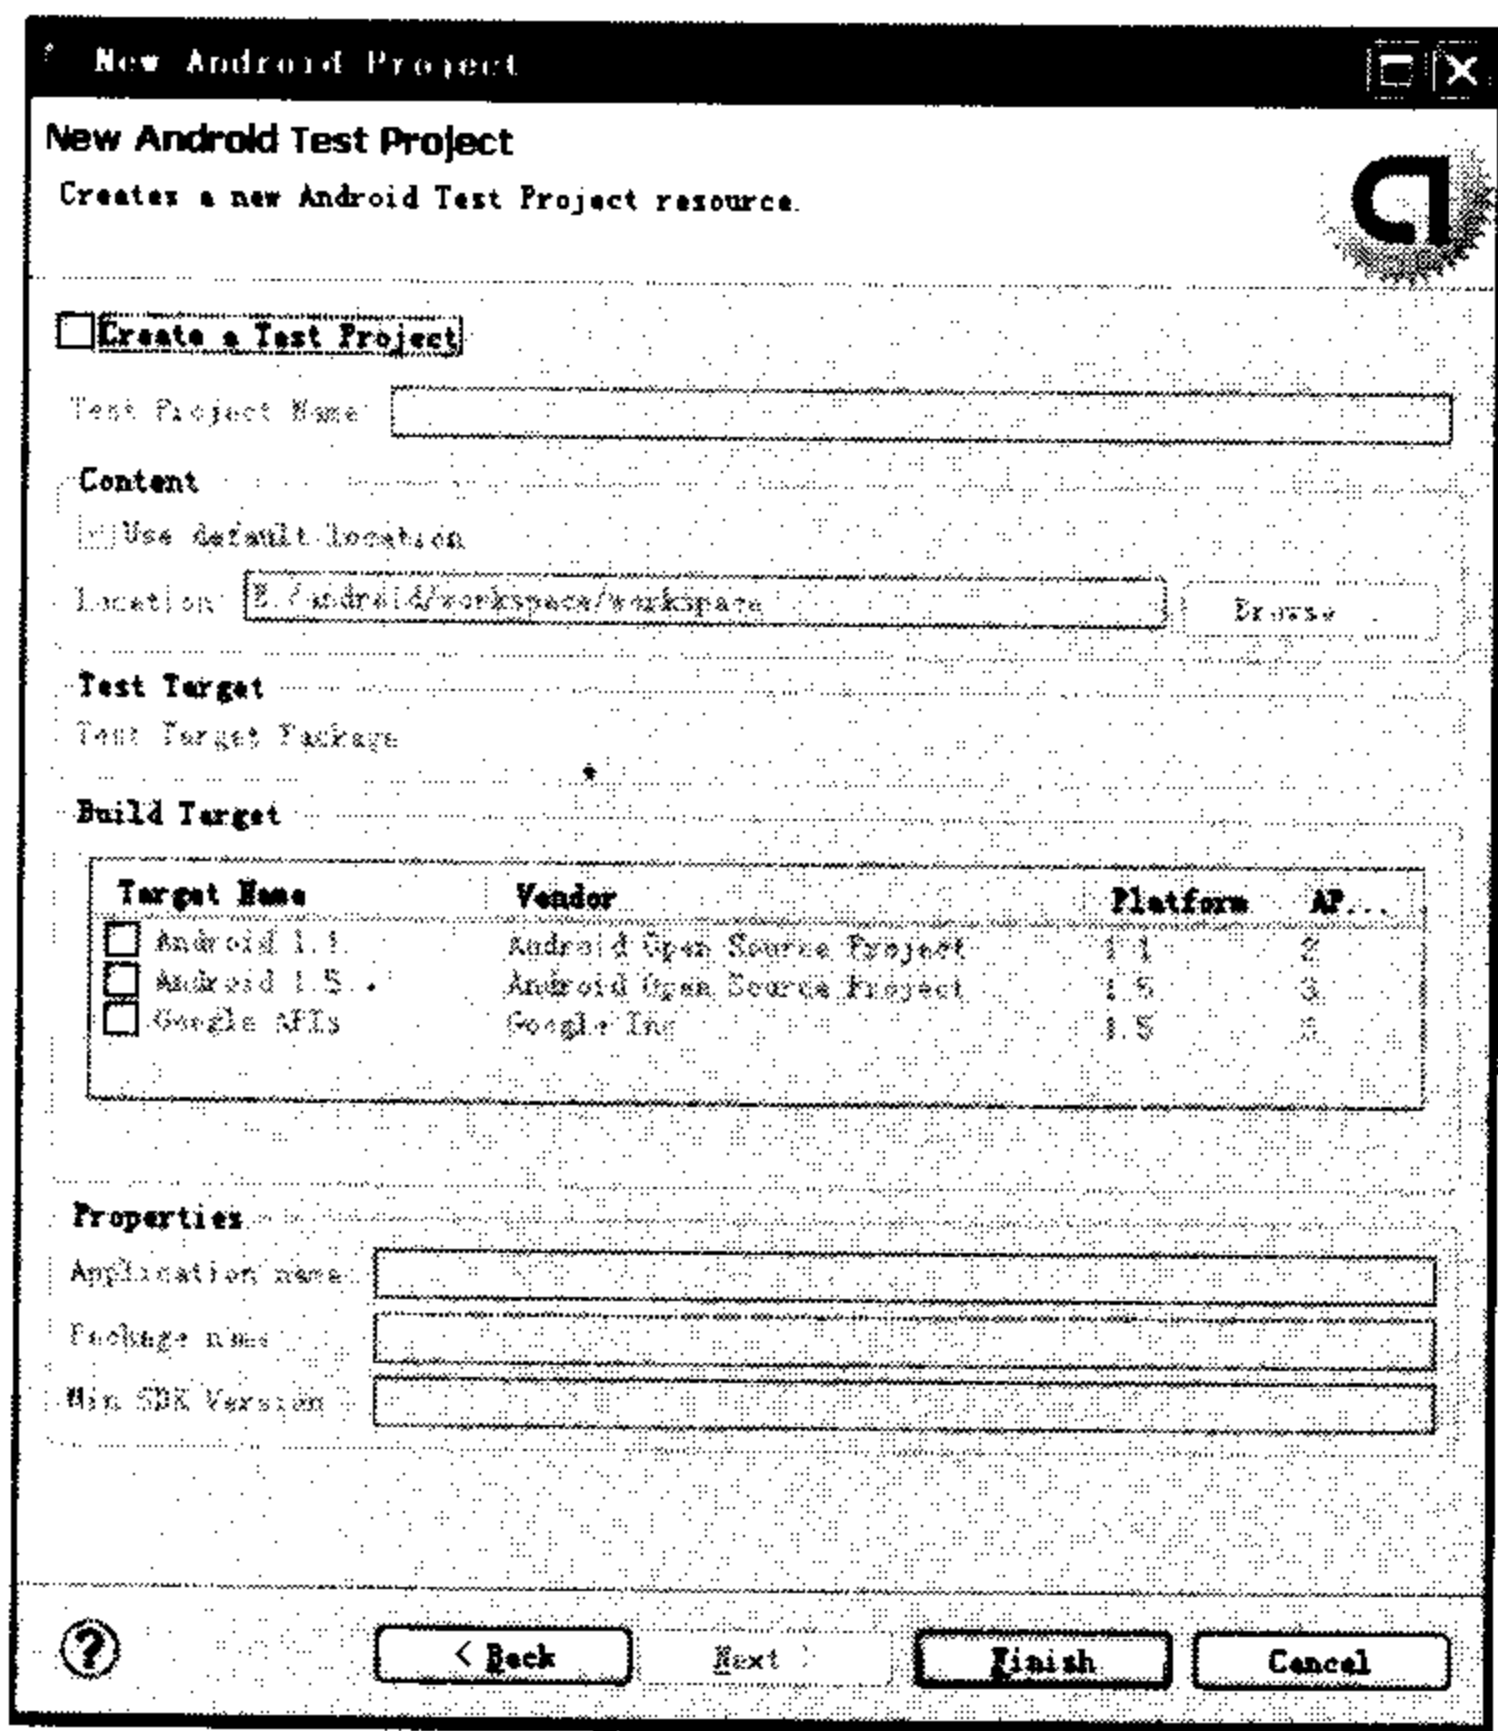 New Android Project
New Android Test Project
Creates a new Android Test Project resource.
Create a Test Project
Test Project Name:
Content
Use default location
Location: E:/android/workspace/workspace Browse
Test Target
Test Target Package
Build Target
Target Name Vendor Platform AP...
Android 1.1 Android Open Source Project 1.1 2
Android 1.5 Android Open Source Project 1.5 3
Google APIs Google Inc 1.5 3
Properties
Application name:
Package name
Min SDK Version
< Back Next > Finish Cancel